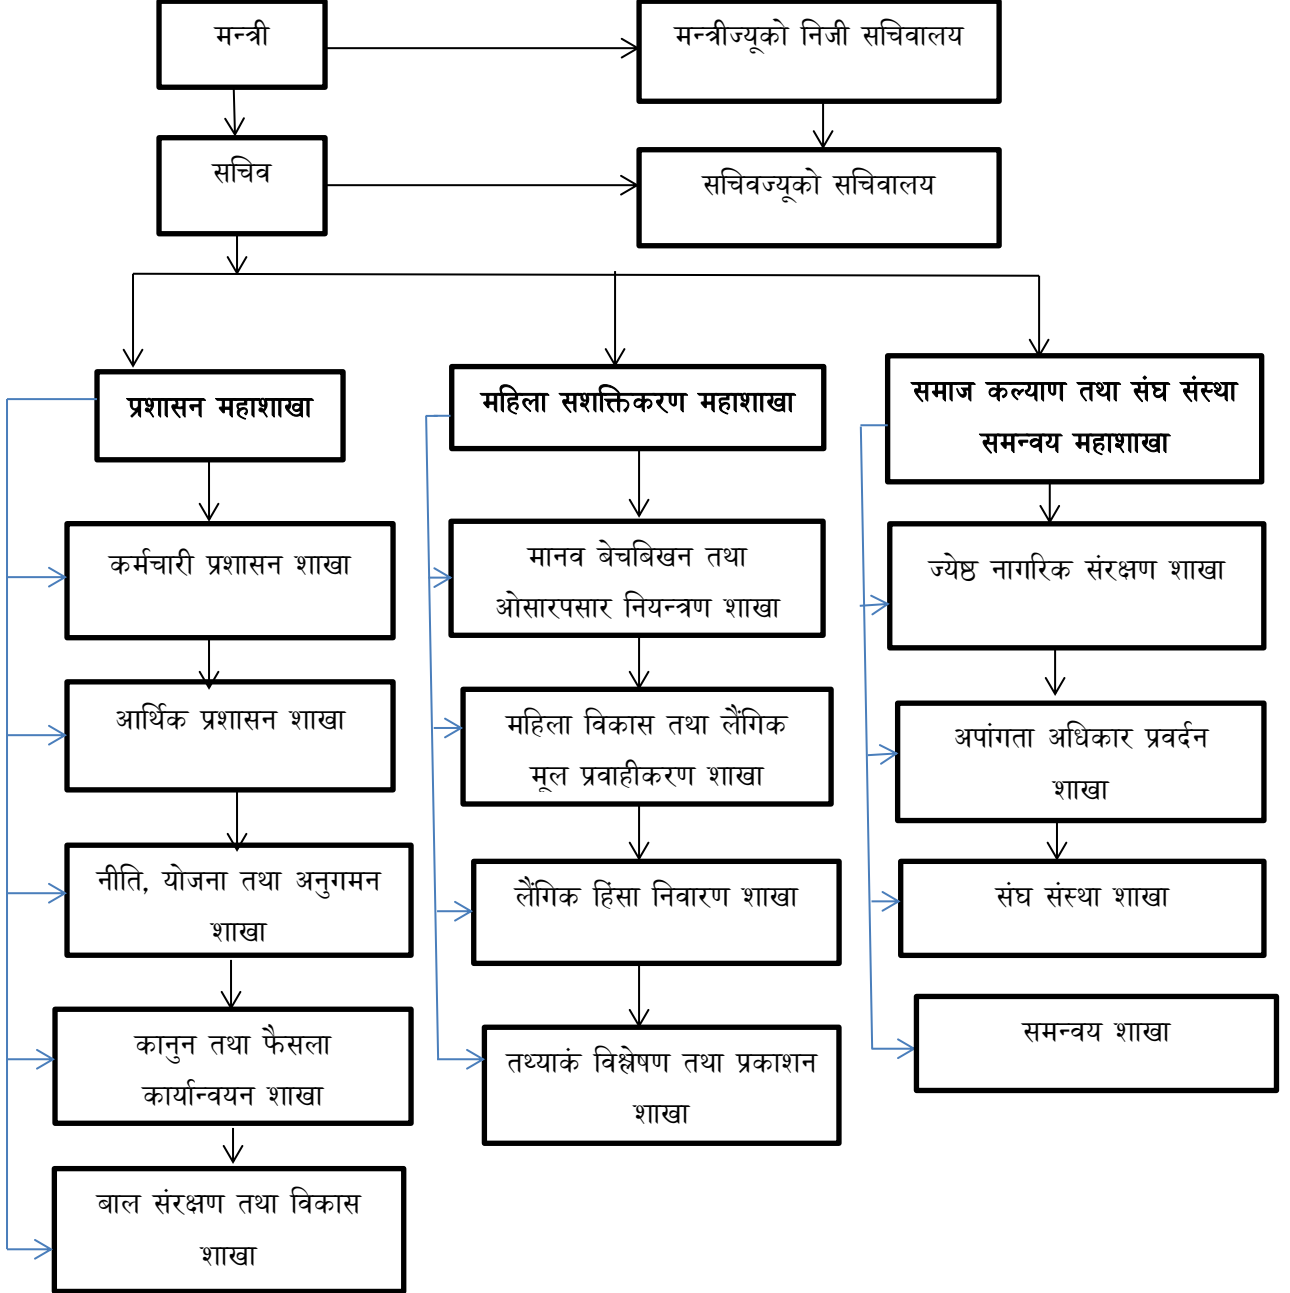 मन्त्री
मन्त्रीज्यूको निजी सचिवालय
सचिव
सचिवज्यूको सचिवालय
प्रशासन महाशाखा
कर्मचारी प्रशासन शाखा
आर्थिक प्रशासन शाखा
नीति, योजना तथा अनुगमन
शाखा
कानुन तथा फैसला
कार्यान्वयन शाखा
बाल संरक्षण तथा विकास
शाखा
महिला सशक्तिकरण महाशाखा
मानव बेचबिखन तथा
ओसारपसार नियन्त्रण शाखा
महिला विकास तथा लैंगिक
मूल प्रवाहीकरण शाखा
लैंगिक हिंसा निवारण शाखा
तथ्याकं विश्लेषण तथा प्रकाशन
शाखा
समाज कल्याण तथा संघ संस्था
समन्वय महाशाखा
ज्येष्ठ नागरिक संरक्षण शाखा
अपांगता अधिकार प्रवर्दन
शाखा
संघ संस्था शाखा
समन्वय शाखा